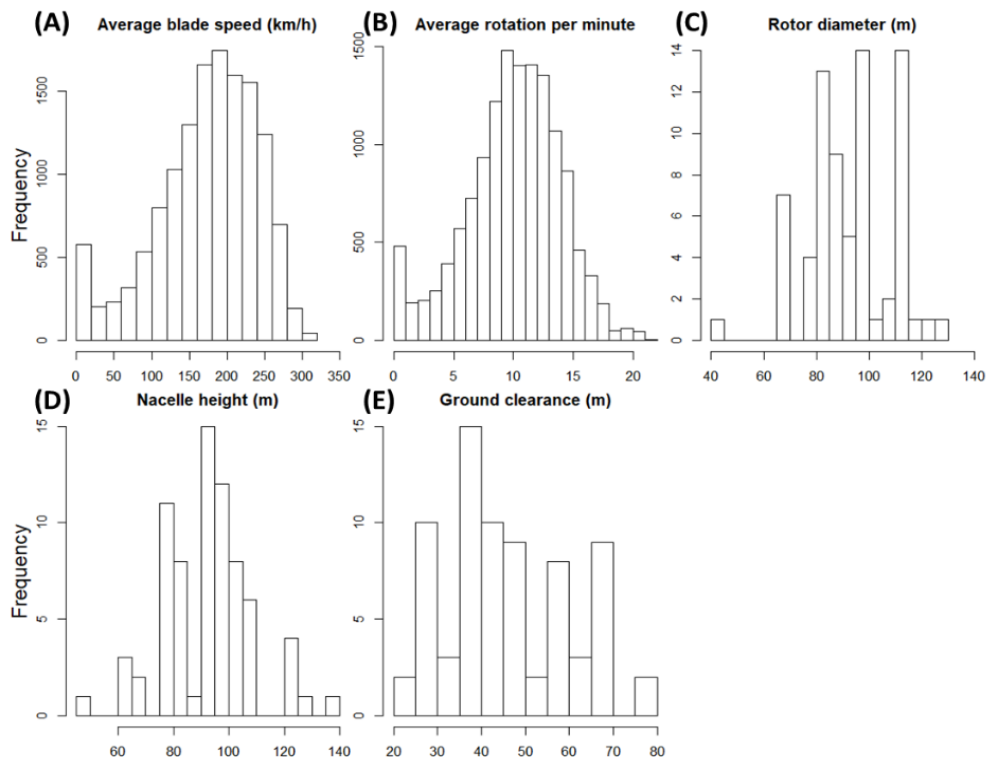 (A) Average blade speed (km/h)
(B) Average rotation per minute
(C) Rotor diameter (m)
Frequency
0 500 1000 1500
0 50 100 150 200 250 300 350
0 500 1000 1500
0 5 10 15 20
0 2 4 6 8 10 12 14
40 60 80 100 120 140
(D) Nacelle height (m)
(E) Ground clearance (m)
Frequency
0 5 10 15
60 80 100 120 140
0 5 10 15
20 30 40 50 60 70 80